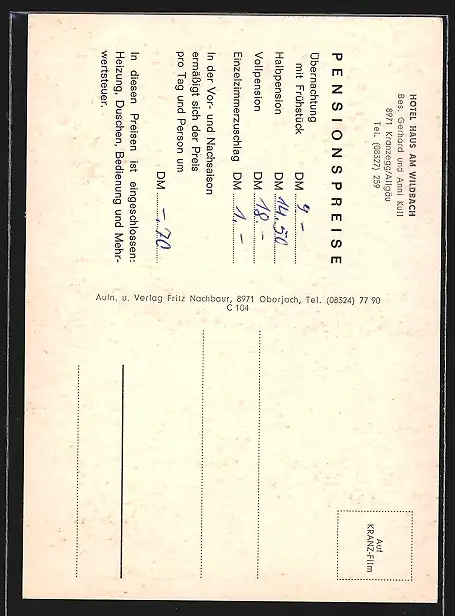 HOTEL HAUS AM WILDBACH
Bes. Gerhard und Anni Kull
8971 Kranzegg/Allgäu
Tel. (08327) 259
PENSIONSPREISE
Übernachtung
mit Frühstück DM 9,-
Halbpension DM 14,50
Vollpension DM 18,-
Einzelzimmerzuschlag DM 1,-
In der Vor- und Nachsaison
ermäßigt sich der Preis
pro Tag und Person um
DM -,70
In diesen Preisen ist eingeschlossen:
Heizung, Duschen, Bedienung und Mehr-
wertsteuer.
Aufn. u. Verlag Fritz Nachbaur, 8971 Oberjoch, Tel. (08324) 77 90
C 104
Auf
KRANZ-Film